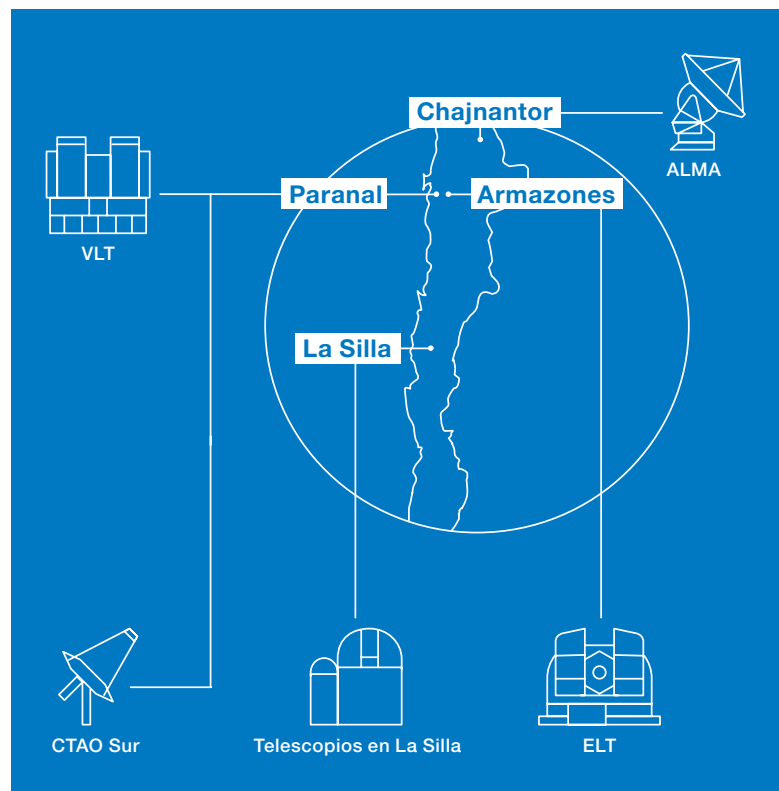 Chajnantor
ALMA
Paranal
Armazones
VLT
La Silla
CTAO Sur
Telescopios en La Silla
ELT